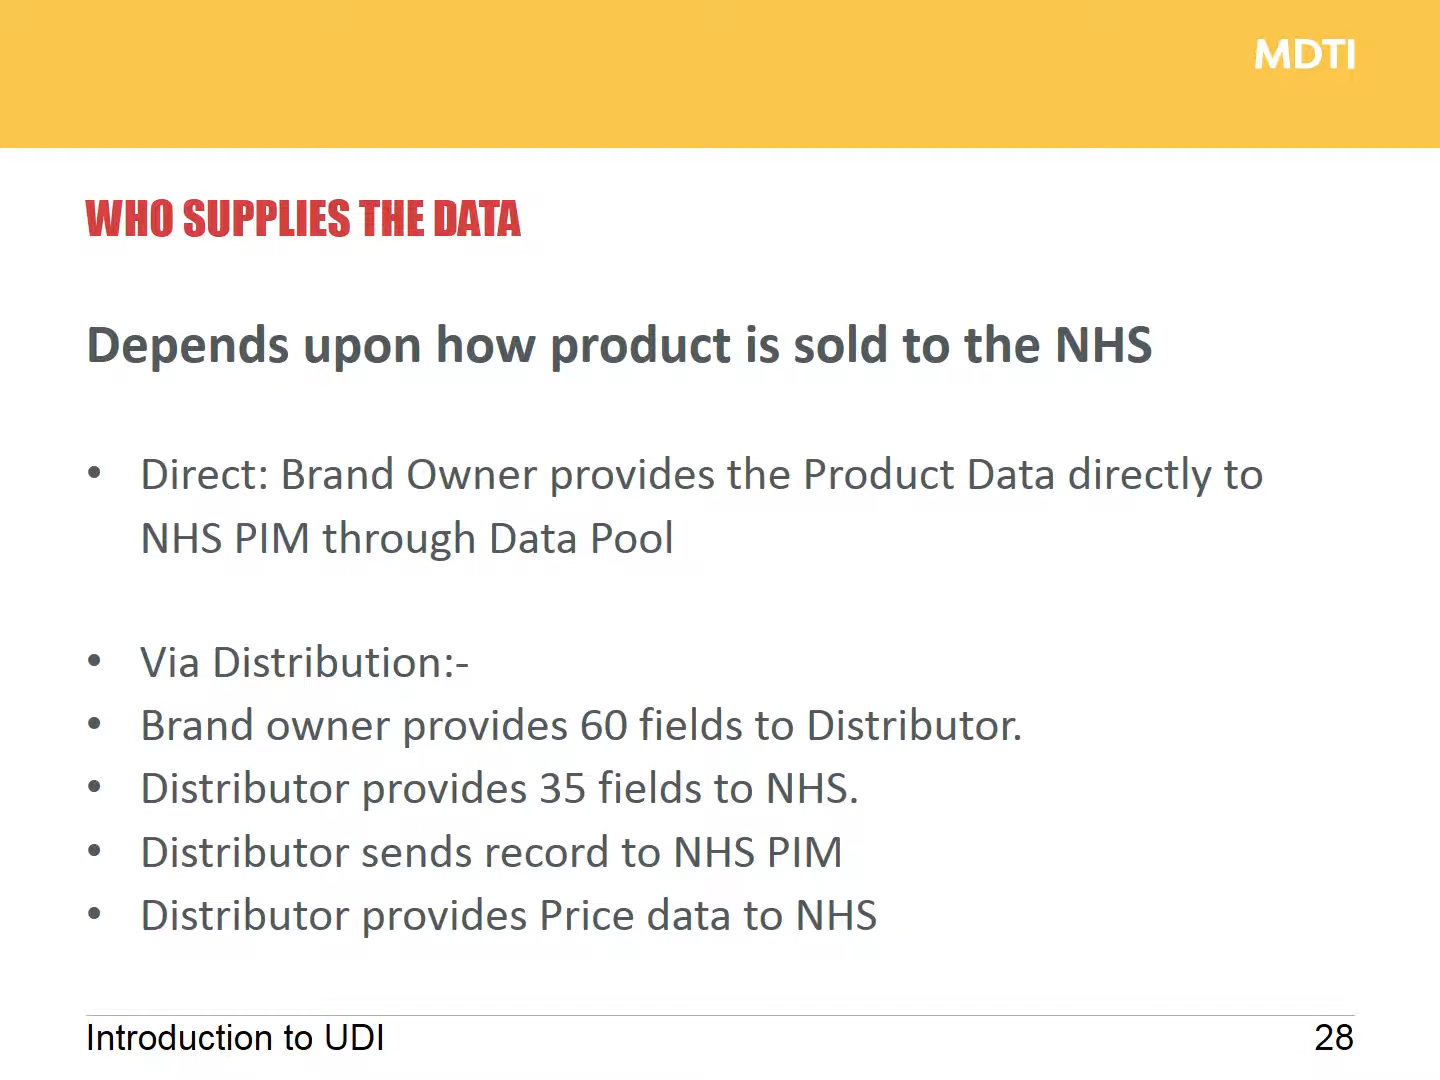 MDTI
WHO SUPPLIES THE DATA
Depends upon how product is sold to the NHS
• Direct: Brand Owner provides the Product Data directly to
NHS PIM through Data Pool
• Via Distribution:-
• Brand owner provides 60 fields to Distributor.
• Distributor provides 35 fields to NHS.
• Distributor sends record to NHS PIM
• Distributor provides Price data to NHS
Introduction to UDI
28